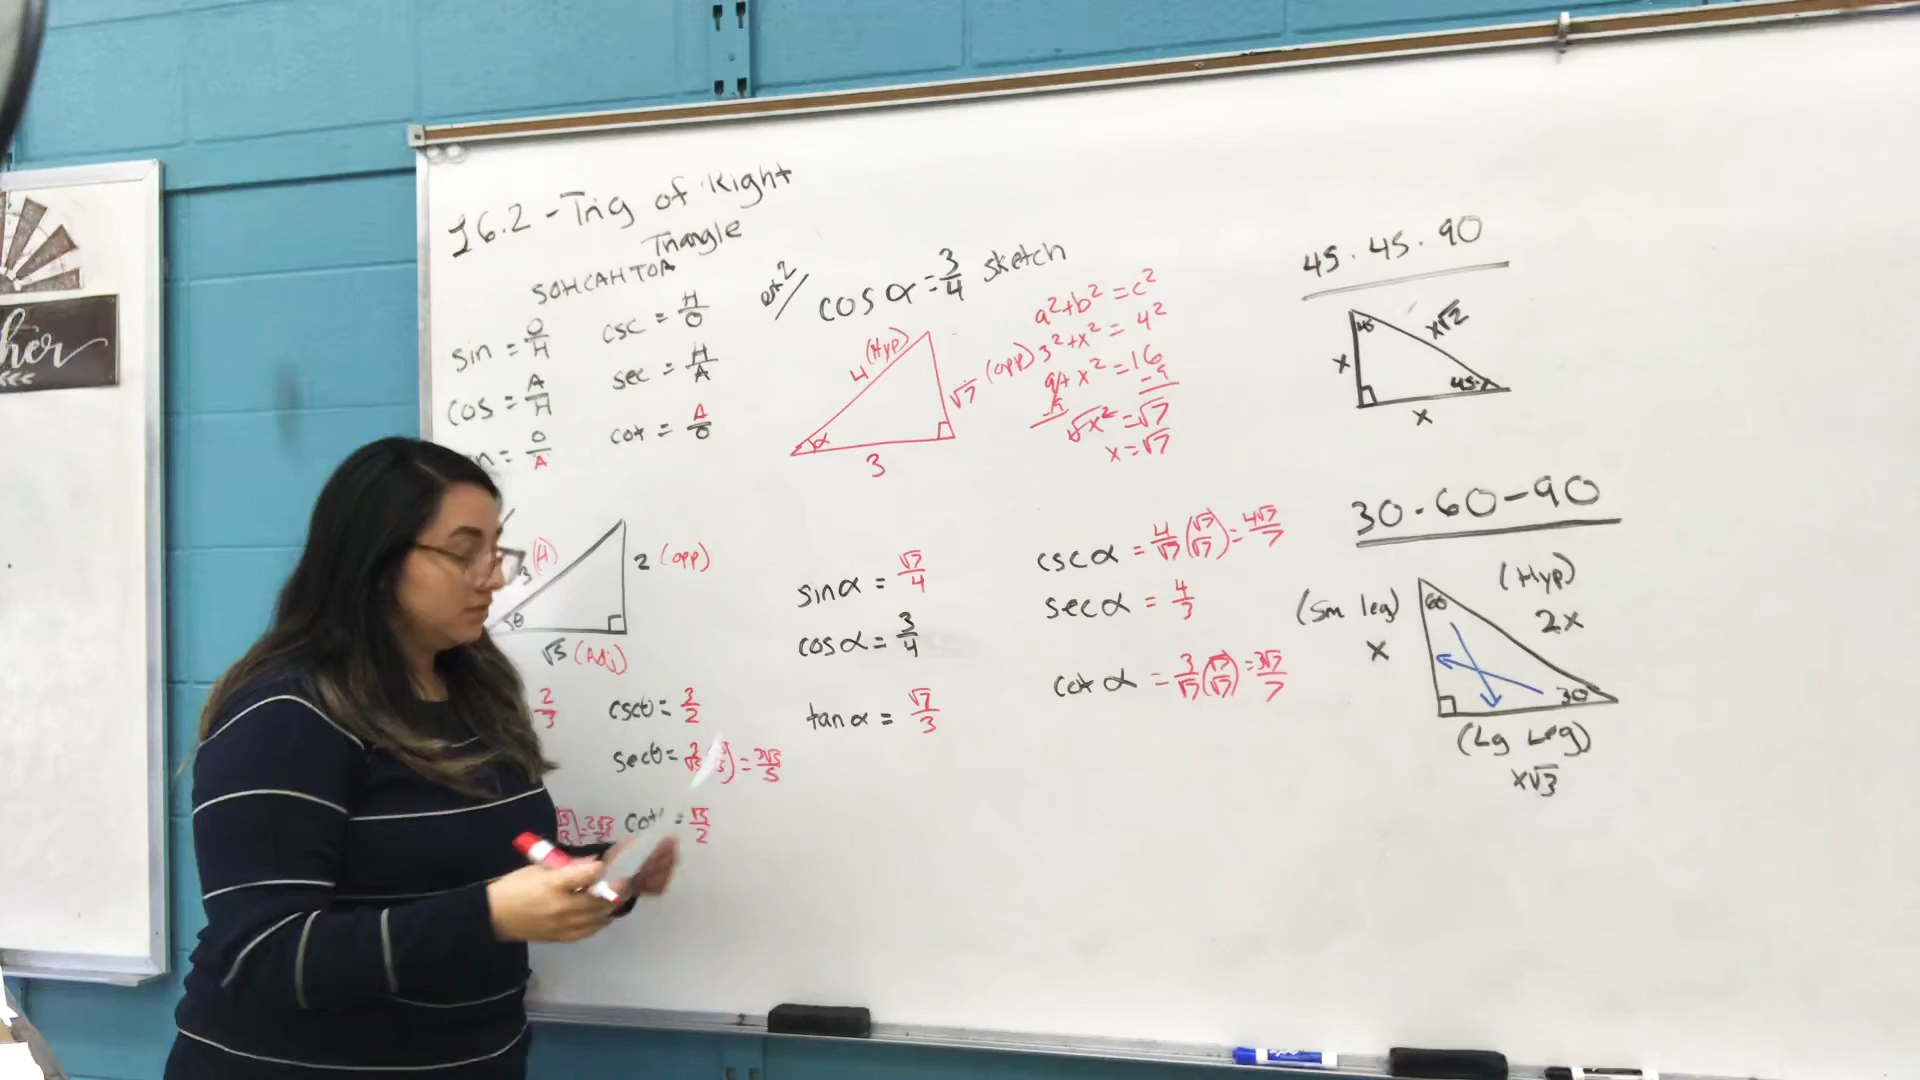 16.2 - Trig of Right
Triangle
SOHCAHTOA
sin = O/H
csc = H/O
cos = A/H
sec = H/A
= O/A
cot = A/O
3 (H)
2 (opp)
θ
√5 (Adj)
2/3
cscθ = 3/2
secθ = 3/√5 = 3√5/5
cot = √5/2
ex 2/
cos α = 3/4 sketch
4 (Hyp)
√7 (opp)
α
3
a² + b² = c²
3² + x² = 4²
9 + x² = 16
-9 -9
√x² = √7
x = √7
sin α = √7/4
cos α = 3/4
tan α = √7/3
csc α = 4/√7 (√7/√7) = 4√7/7
sec α = 4/3
cot α = 3/√7 (√7/√7) = 3√7/7
45 . 45 . 90
45
x√2
x
45
x
30 - 60 - 90
(Hyp)
2x
(Sm leg)
x
60
30
(Lg Leg)
x√3
her